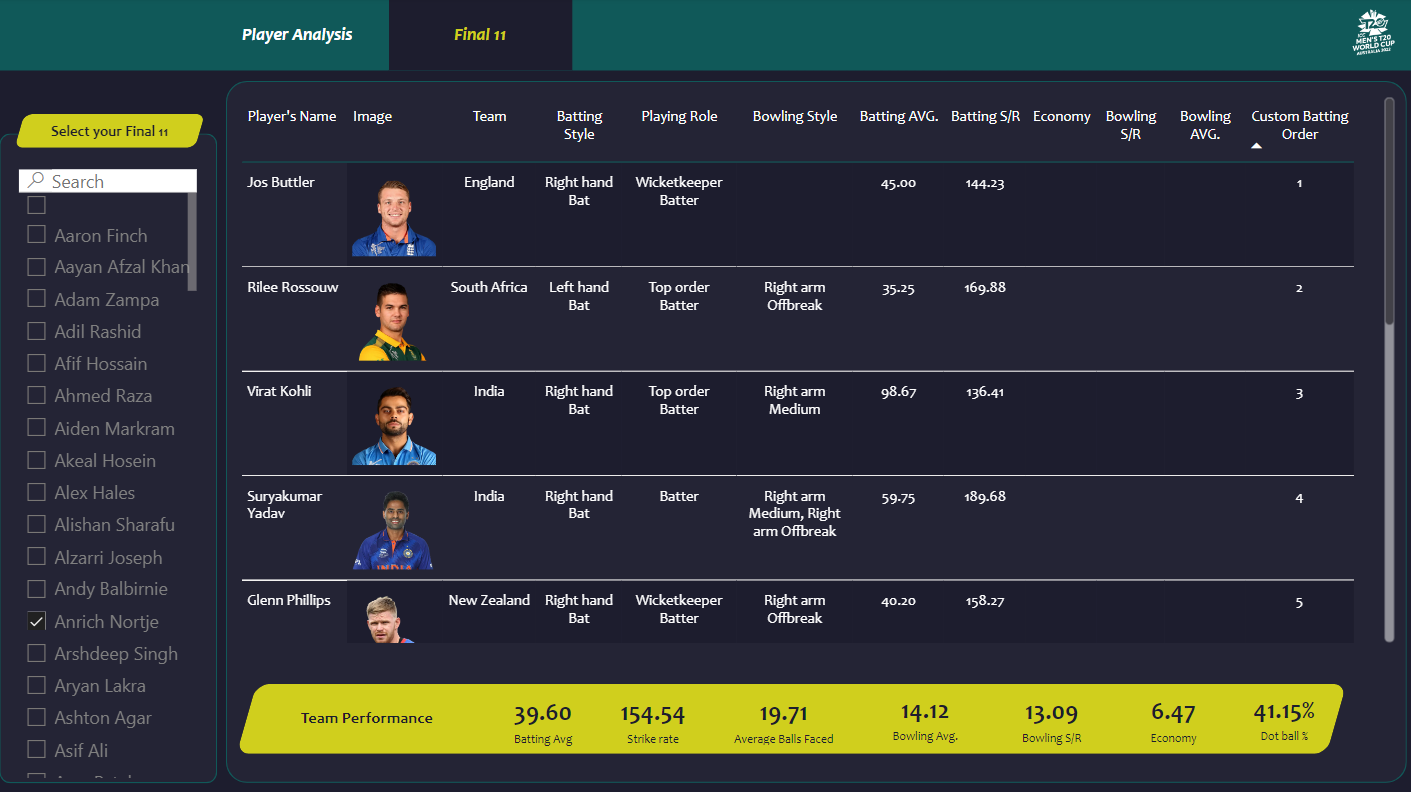 Player Analysis
Final 11
ICC
MEN'S T20
WORLD CUP
AUSTRALIA 2022
Select your Final 11
Search
Aaron Finch
Aayan Afzal Khan
Adam Zampa
Adil Rashid
Afif Hossain
Ahmed Raza
Aiden Markram
Akeal Hosein
Alex Hales
Alishan Sharafu
Alzarri Joseph
Andy Balbirnie
Anrich Nortje
Arshdeep Singh
Aryan Lakra
Ashton Agar
Asif Ali
Player's Name Image Team Batting Style Playing Role Bowling Style Batting AVG. Batting S/R Economy Bowling S/R Bowling AVG. Custom Batting Order
Jos Buttler England Right hand Bat Wicketkeeper Batter 45.00 144.23 1
Rilee Rossouw South Africa Left hand Bat Top order Batter Right arm Offbreak 35.25 169.88 2
Virat Kohli India Right hand Bat Top order Batter Right arm Medium 98.67 136.41 3
Suryakumar Yadav India Right hand Bat Batter Right arm Medium, Right arm Offbreak 59.75 189.68 4
INDIA
Glenn Phillips New Zealand Right hand Bat Wicketkeeper Batter Right arm Offbreak 40.20 158.27 5
Team Performance
39.60
Batting Avg
154.54
Strike rate
19.71
Average Balls Faced
14.12
Bowling Avg.
13.09
Bowling S/R
6.47
Economy
41.15%
Dot ball %